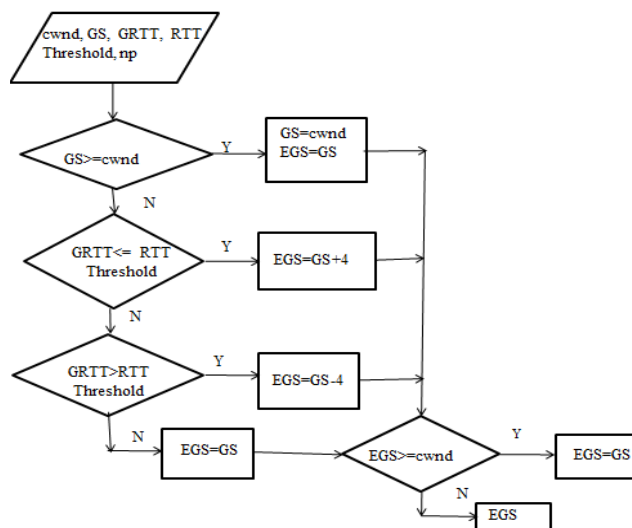 cwnd, GS, GRTT, RTT
Threshold, np
GS>=cwnd
Y
GS=cwnd
EGS=GS
N
GRTT<= RTT
Threshold
Y
EGS=GS+4
N
GRTT>RTT
Threshold
Y
EGS=GS-4
N
EGS=GS
EGS>=cwnd
Y
EGS=GS
N
EGS